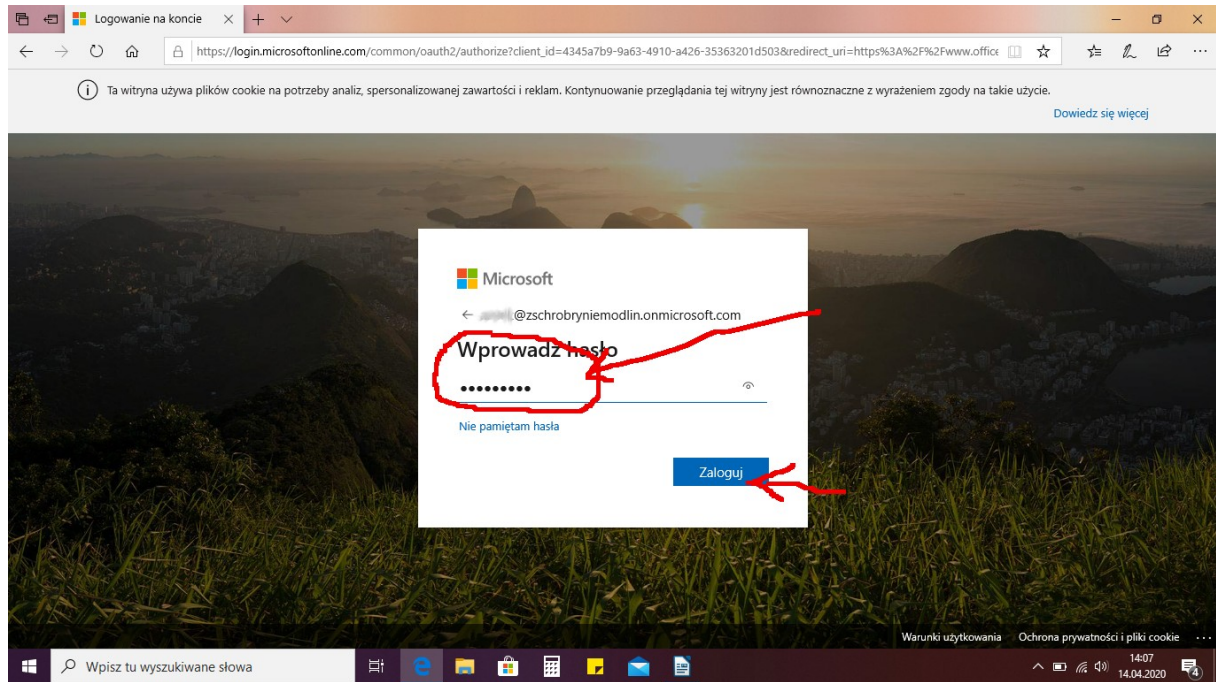 Logowanie na koncie
https://login.microsoftonline.com/common/oauth2/authorize?client_id=4345a7b9-9a63-4910-a426-35363201d503&redirect_uri=https%3A%2F%2Fwww.office
Ta witryna używa plików cookie na potrzeby analiz, spersonalizowanej zawartości i reklam. Kontynuowanie przeglądania tej witryny jest równoznaczne z wyrażeniem zgody na takie użycie.
Dowiedz się więcej
Microsoft
@zschrobryniemodlin.onmicrosoft.com
Wprowadź hasło
Nie pamiętam hasła
Zaloguj
Warunki użytkowania Ochrona prywatności i pliki cookie ...
Wpisz tu wyszukiwane słowa
14:07
14.04.2020
4